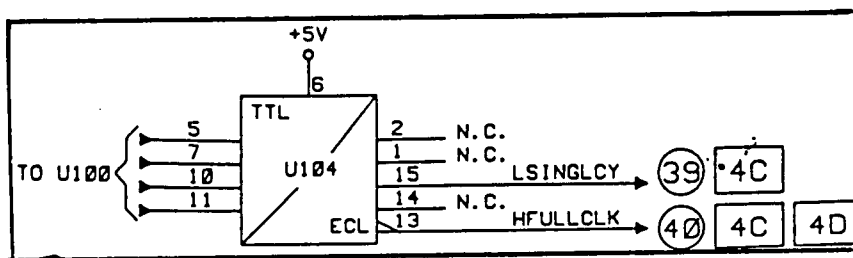 +5V
6
TTL
5
2 N.C.
7
1 N.C.
TO U100
U104
10
15 LSINGLCY 39 4C
11
14 N.C.
ECL
13 HFULLCLK 40 4C 4D